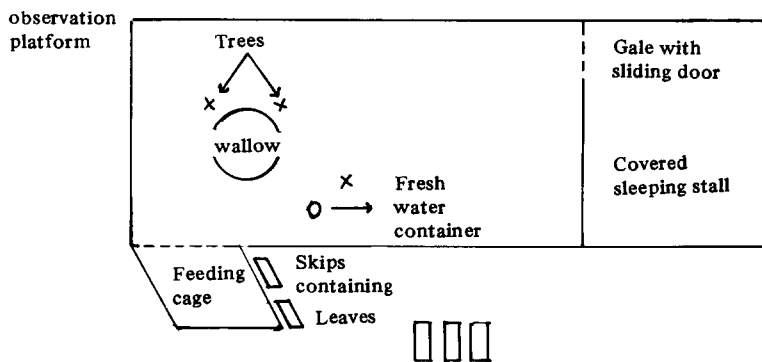 observation
platform
Trees
wallow
Fresh
water
container
Gale with
sliding door
Covered
sleeping stall
Feeding
cage
Skips
containing
Leaves